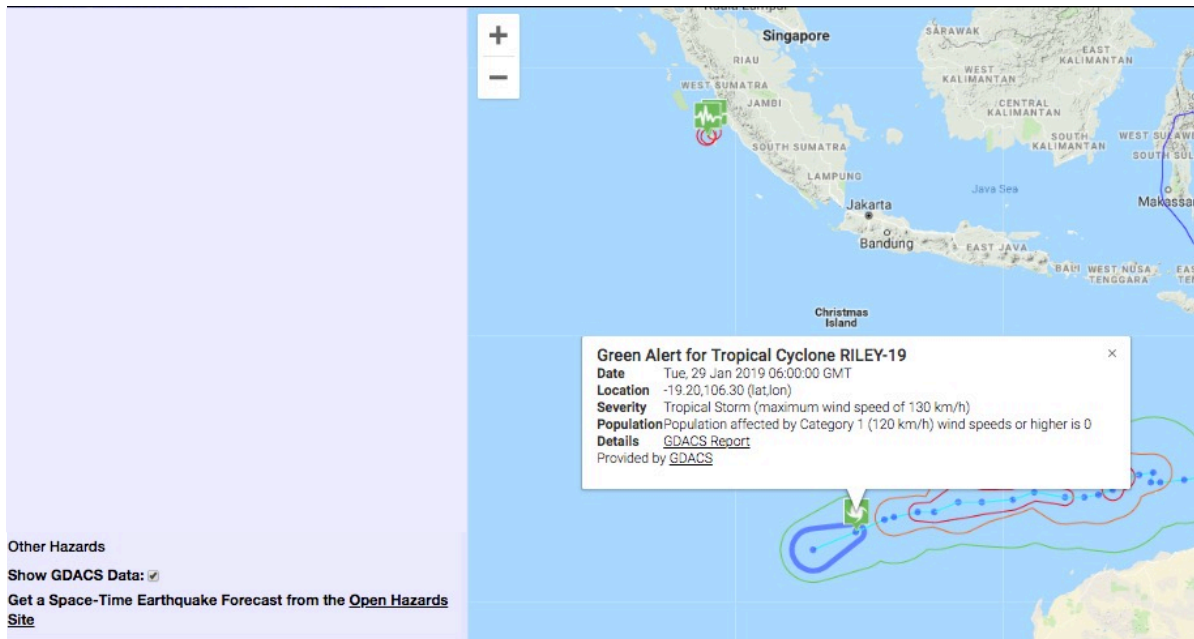 Other Hazards
Show GDACS Data:
Get a Space-Time Earthquake Forecast from the Open Hazards
Site
+
−
Singapore
SARAWAK
EAST
KALIMANTAN
RIAU
WEST
KALIMANTAN
WEST SUMATRA
JAMBI
CENTRAL
KALIMANTAN
SOUTH
KALIMANTAN
SOUTH SUMATRA
LAMPUNG
Java Sea
Jakarta
Bandung
EAST JAVA
BALI
WEST NUSA
TENGGARA
Christmas
Island
Green Alert for Tropical Cyclone RILEY-19
×
Date Tue, 29 Jan 2019 06:00:00 GMT
Location -19.20,106.30 (lat,lon)
Severity Tropical Storm (maximum wind speed of 130 km/h)
Population Population affected by Category 1 (120 km/h) wind speeds or higher is 0
Details GDACS Report
Provided by GDACS